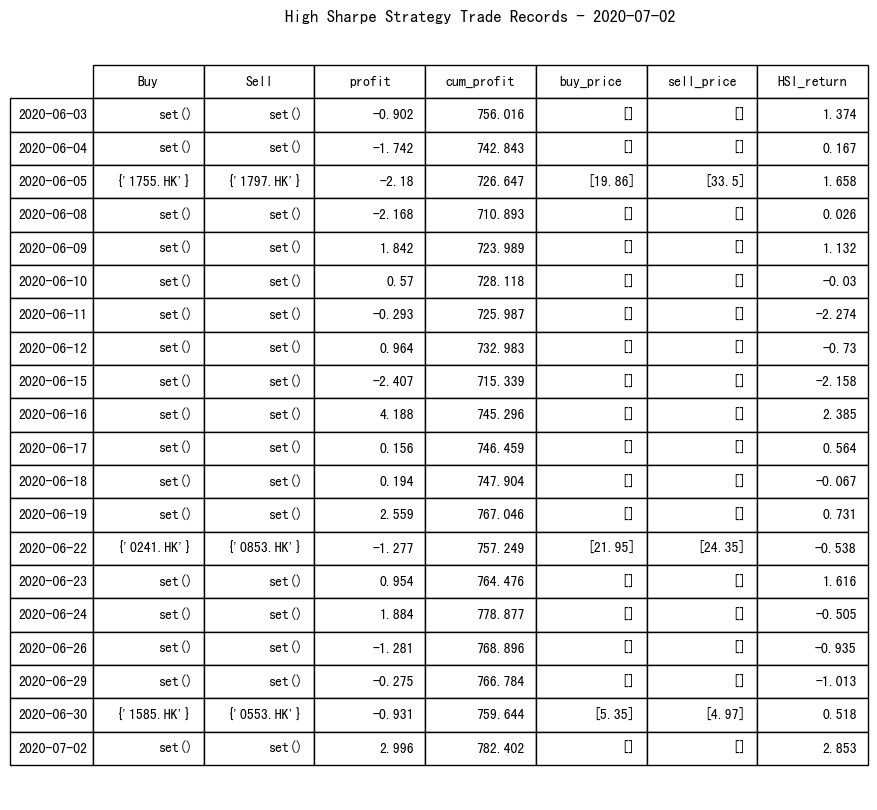 High Sharpe Strategy Trade Records - 2020-07-02
Buy Sell profit cum_profit buy_price sell_price HSI_return
2020-06-03 set() set() -0.902 756.016 [] [] 1.374
2020-06-04 set() set() -1.742 742.843 [] [] 0.167
2020-06-05 {'1755.HK'} {'1797.HK'} -2.18 726.647 [19.86] [33.5] 1.658
2020-06-08 set() set() -2.168 710.893 [] [] 0.026
2020-06-09 set() set() 1.842 723.989 [] [] 1.132
2020-06-10 set() set() 0.57 728.118 [] [] -0.03
2020-06-11 set() set() -0.293 725.987 [] [] -2.274
2020-06-12 set() set() 0.964 732.983 [] [] -0.73
2020-06-15 set() set() -2.407 715.339 [] [] -2.158
2020-06-16 set() set() 4.188 745.296 [] [] 2.385
2020-06-17 set() set() 0.156 746.459 [] [] 0.564
2020-06-18 set() set() 0.194 747.904 [] [] -0.067
2020-06-19 set() set() 2.559 767.046 [] [] 0.731
2020-06-22 {'0241.HK'} {'0853.HK'} -1.277 757.249 [21.95] [24.35] -0.538
2020-06-23 set() set() 0.954 764.476 [] [] 1.616
2020-06-24 set() set() 1.884 778.877 [] [] -0.505
2020-06-26 set() set() -1.281 768.896 [] [] -0.935
2020-06-29 set() set() -0.275 766.784 [] [] -1.013
2020-06-30 {'1585.HK'} {'0553.HK'} -0.931 759.644 [5.35] [4.97] 0.518
2020-07-02 set() set() 2.996 782.402 [] [] 2.853